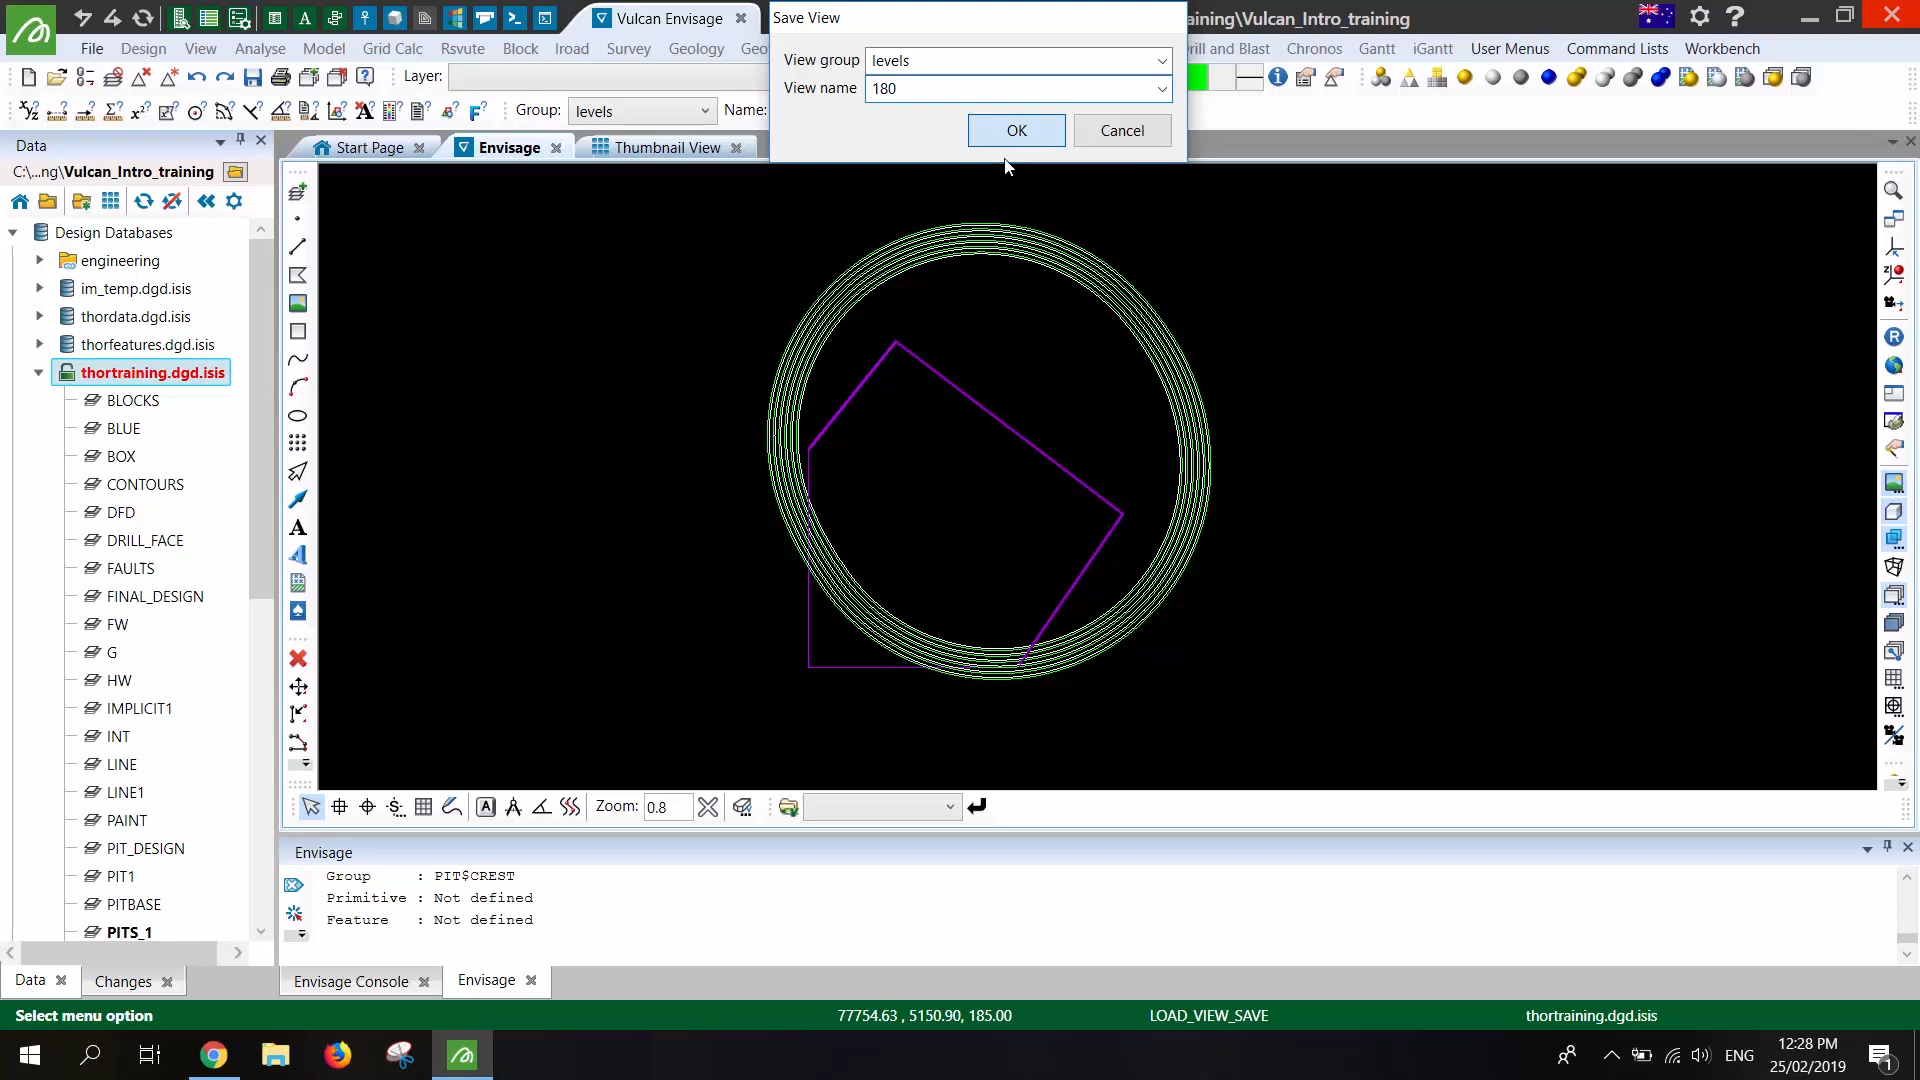 Vulcan Envisage
aining\Vulcan_Intro_training
Save View
View group levels
View name 180
OK Cancel
File Design View Analyse Model Grid Calc Rsvute Block Iroad Survey Geology Geo
rill and Blast Chronos Gantt iGantt User Menus Command Lists Workbench
Layer:
Group: levels Name:
Data
Start Page Envisage Thumbnail View
C:\...ng\Vulcan_Intro_training
Design Databases
engineering
im_temp.dgd.isis
thordata.dgd.isis
thorfeatures.dgd.isis
thortraining.dgd.isis
BLOCKS
BLUE
BOX
CONTOURS
DFD
DRILL_FACE
FAULTS
FINAL_DESIGN
FW
G
HW
IMPLICIT1
INT
LINE
LINE1
PAINT
PIT_DESIGN
PIT1
PITBASE
PITS_1
Zoom: 0.8
Envisage
Group : PIT$CREST
Primitive : Not defined
Feature : Not defined
Data Changes Envisage Console Envisage
Select menu option 77754.63 , 5150.90, 185.00 LOAD_VIEW_SAVE thortraining.dgd.isis
ENG
12:28 PM
25/02/2019
1